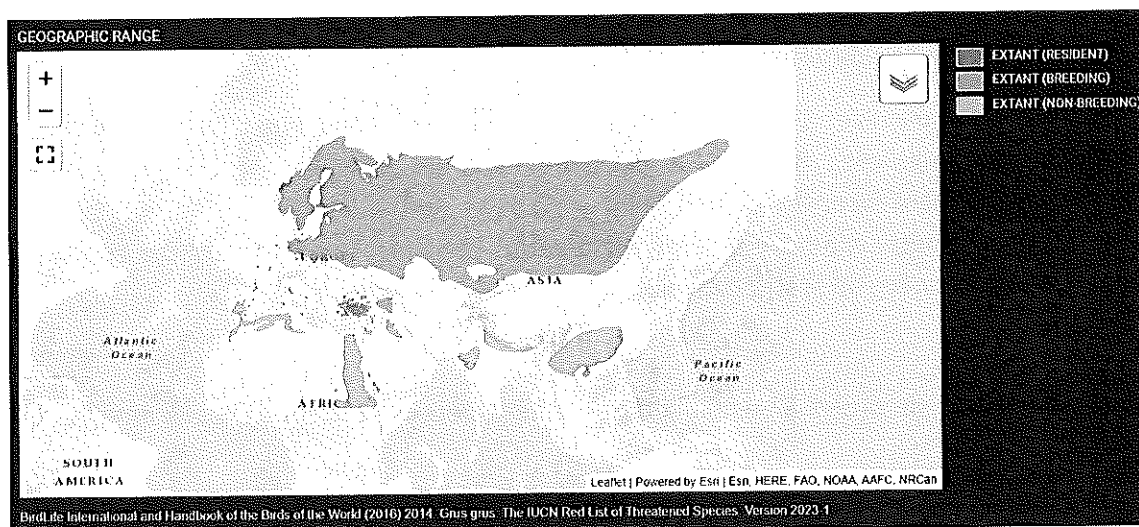 GEOGRAPHIC RANGE
+
−
EXTANT (RESIDENT)
EXTANT (BREEDING)
EXTANT (NON-BREEDING)
ASIA
Atlantic
Ocean
Pacific
Ocean
SOUTH
AMERICA
Leaflet | Powered by Esri | Esri, HERE, FAO, NOAA, AAFC, NRCan
BirdLife International and Handbook of the Birds of the World (2016) 2014. Grus grus. The IUCN Red List of Threatened Species. Version 2023-1